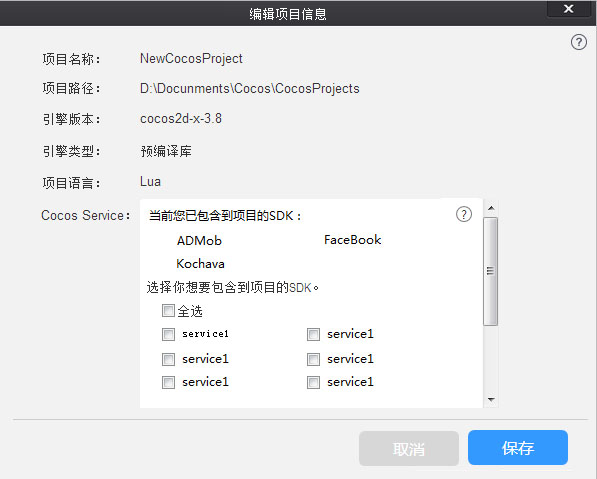 编辑项目信息
?
项目名称： NewCocosProject
项目路径： D:\Docunments\Cocos\CocosProjects
引擎版本： cocos2d-x-3.8
引擎类型： 预编译库
项目语言： Lua
Cocos Service： 当前您已包含到项目的SDK： ?
ADMob FaceBook
Kochava
选择你想要包含到项目的SDK。
全选
service1 service1
service1 service1
service1 service1
取消 保存